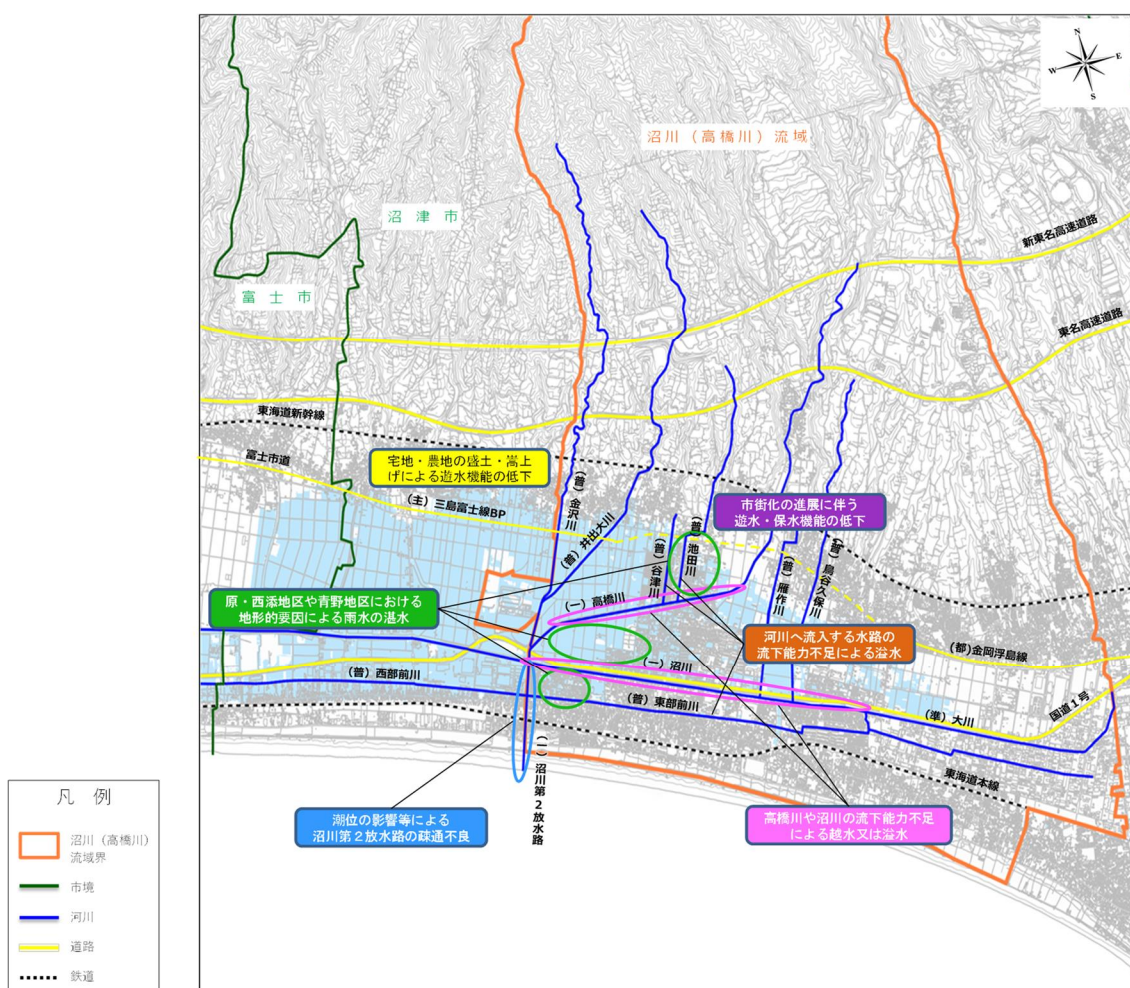 N
W
E
S
沼川（高橋川）流域
沼津市
新東名高速道路
富士市
東名高速道路
東海道新幹線
富士市道
宅地・農地の盛土・嵩上
げによる遊水機能の低下
(主) 三島富士線BP
(普) 金沢川
市街化の進展に伴う
遊水・保水機能の低下
(普) 井出大川
(普) 谷津川
(普) 池田川
(普) 雁作川
(普) 鳥谷久保川
原・西添地区や青野地区における
地形的要因による雨水の湛水
(一) 高橋川
河川へ流入する水路の
流下能力不足による溢水
(都)金岡浮島線
(一) 沼川
(普) 西部前川
(普) 東部前川
(準) 大川
国道１号
東海道本線
(一) 沼川第２放水路
潮位の影響等による
沼川第２放水路の疎通不良
高橋川や沼川の流下能力不足
による越水又は溢水
凡 例
沼川（高橋川）
流域界
市境
河川
道路
鉄道